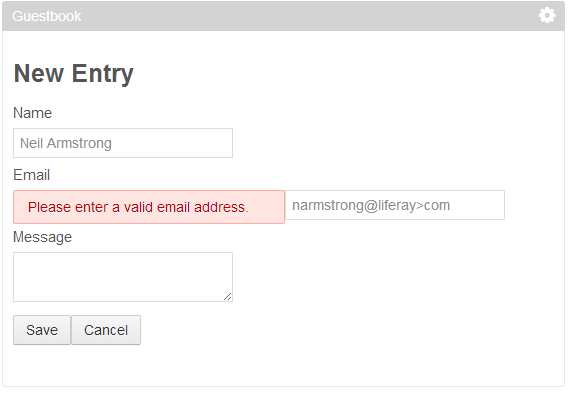 Guestbook
New Entry
Name
Neil Armstrong
Email
Please enter a valid email address. narmstrong@liferay>com
Message
Save Cancel